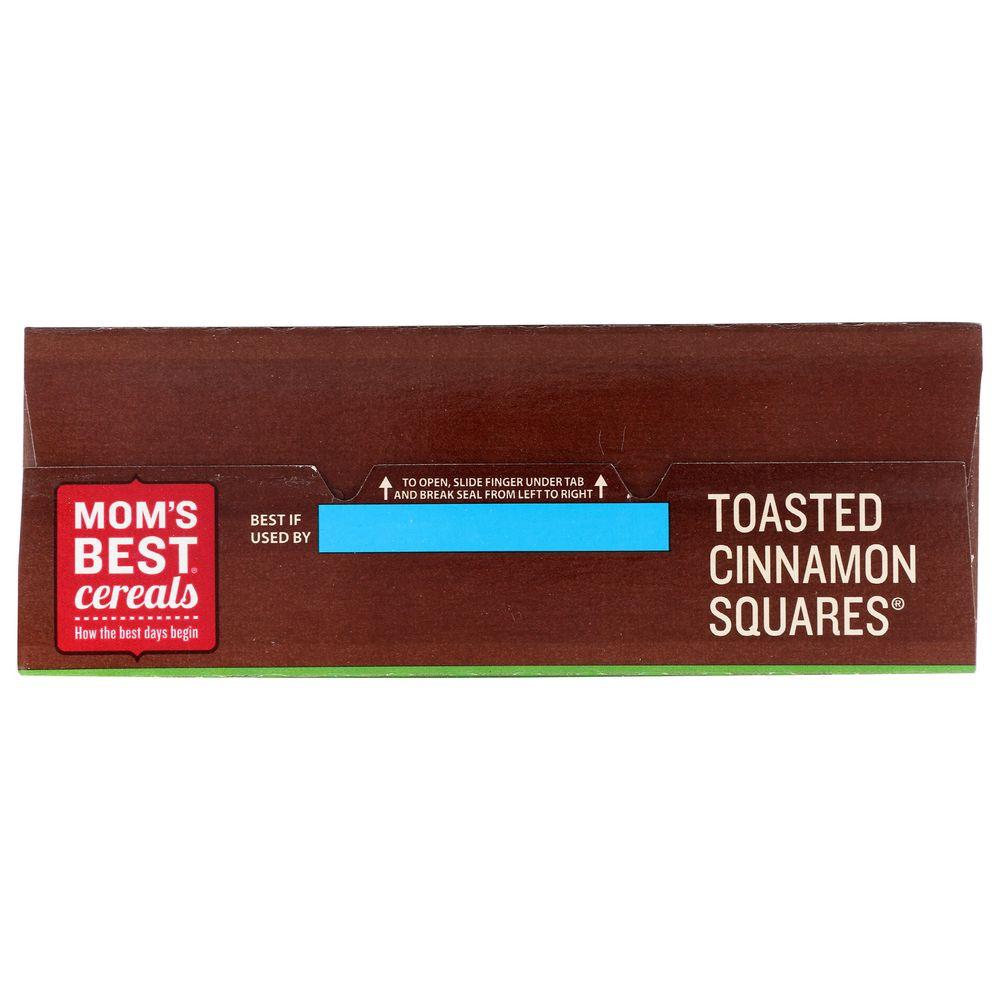 TO OPEN, SLIDE FINGER UNDER TAB
AND BREAK SEAL FROM LEFT TO RIGHT
MOM'S
BEST®
cereals
How the best days begin
BEST IF
USED BY
TOASTED
CINNAMON
SQUARES®